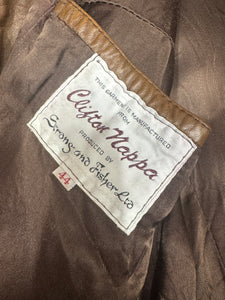 THIS GARMENT IS MANUFACTURED
FROM
Clifton Nappa
PRODUCED BY
Strong and Fisher Ltd
44